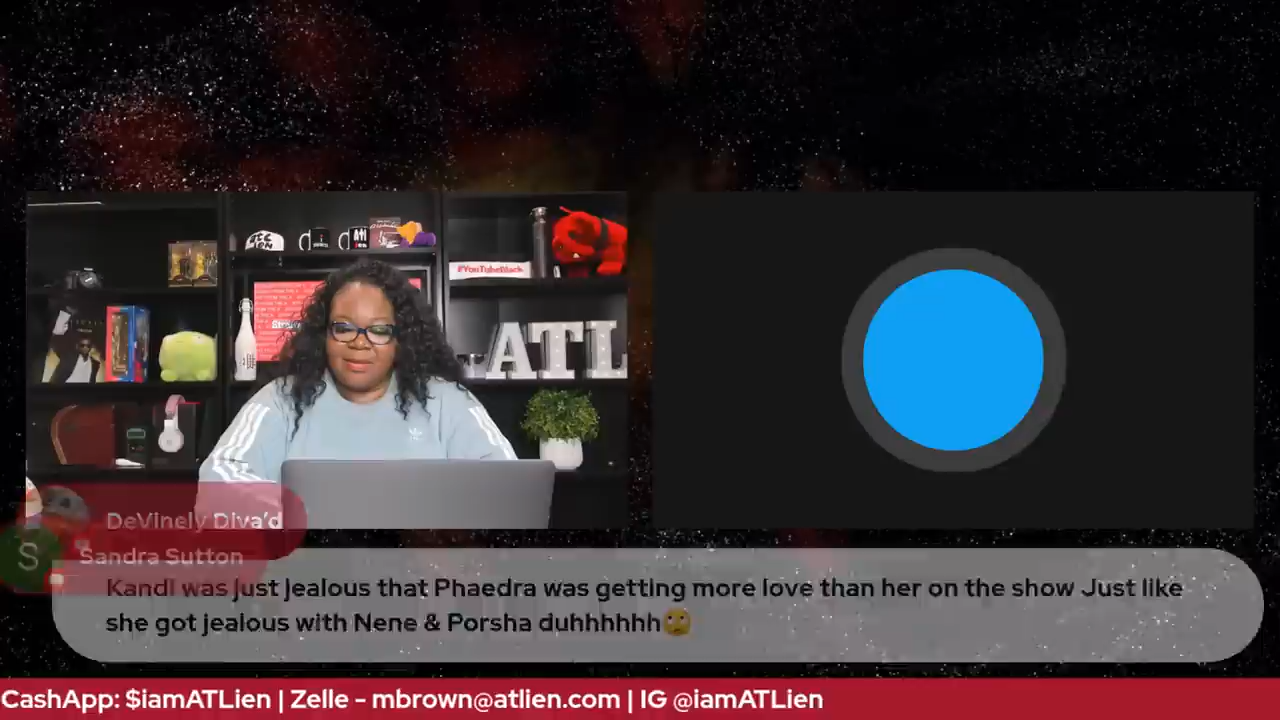 #YouTubeBlack
ATL
DeVinely Diva'd
S
Sandra Sutton
Kandi was just jealous that Phaedra was getting more love than her on the show Just like
she got jealous with Nene & Porsha duhhhhhh🙄
CashApp: $iamATLien | Zelle - mbrown@atlien.com | IG @iamATLien